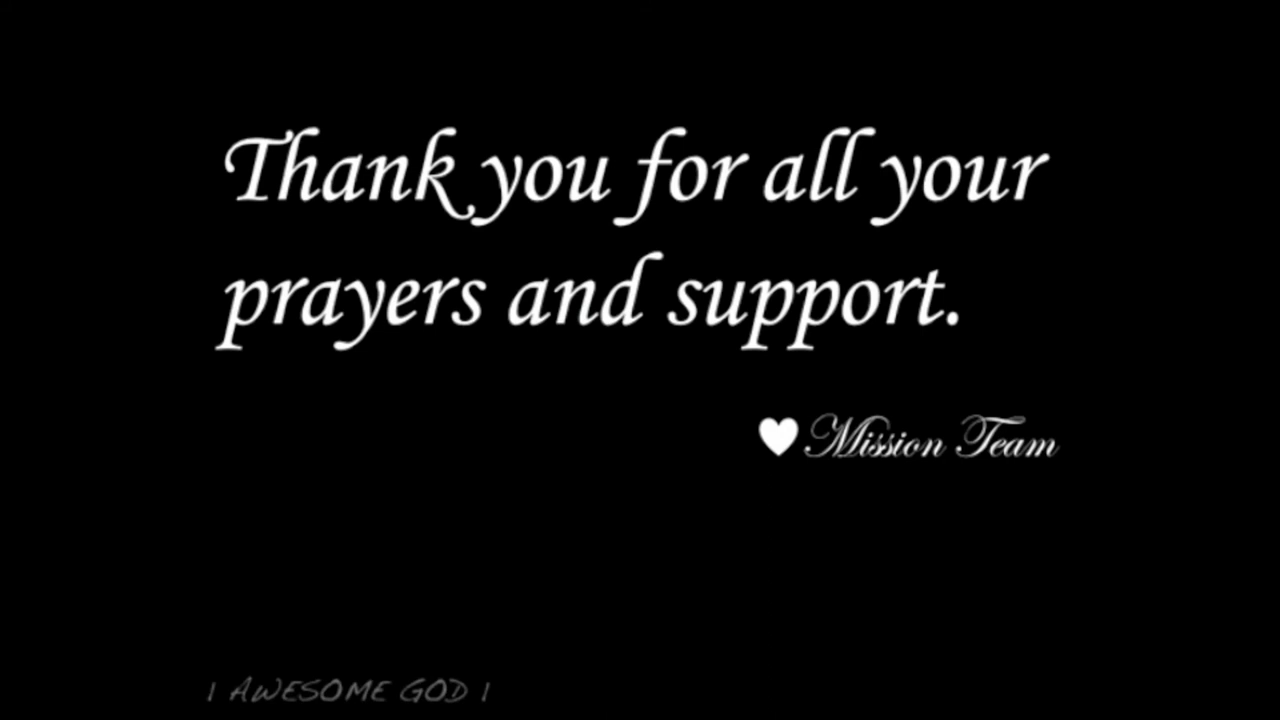 Thank you for all your
prayers and support.
♥ Mission Team
| AWESOME GOD |